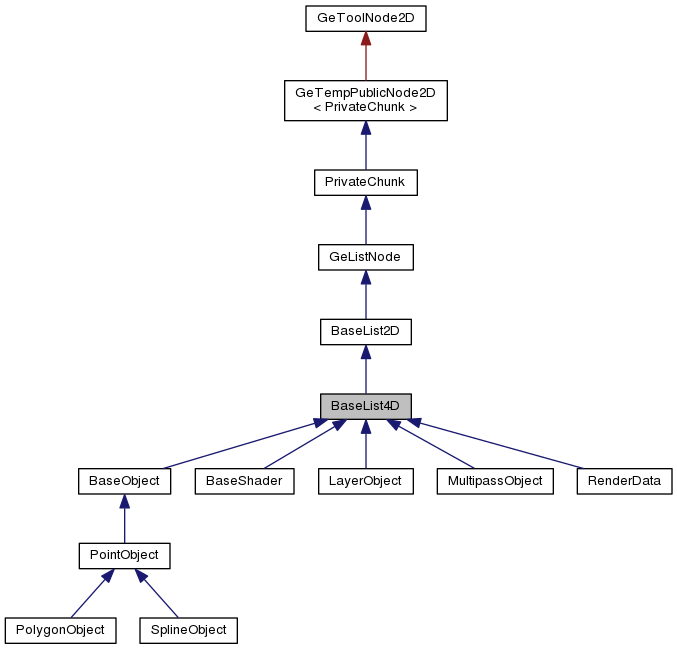 GeToolNode2D
GeTempPublicNode2D
< PrivateChunk >
PrivateChunk
GeListNode
BaseList2D
BaseList4D
BaseObject
BaseShader
LayerObject
MultipassObject
RenderData
PointObject
PolygonObject
SplineObject